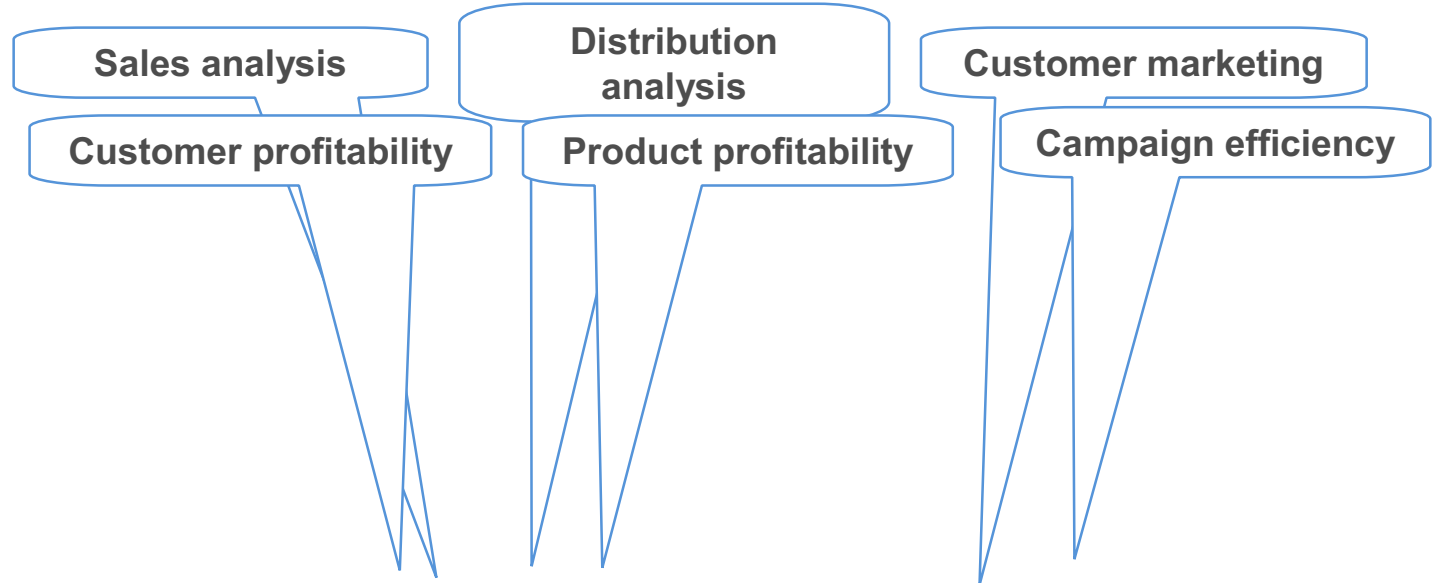 Sales analysis
Distribution
analysis
Customer marketing
Customer profitability
Product profitability
Campaign efficiency